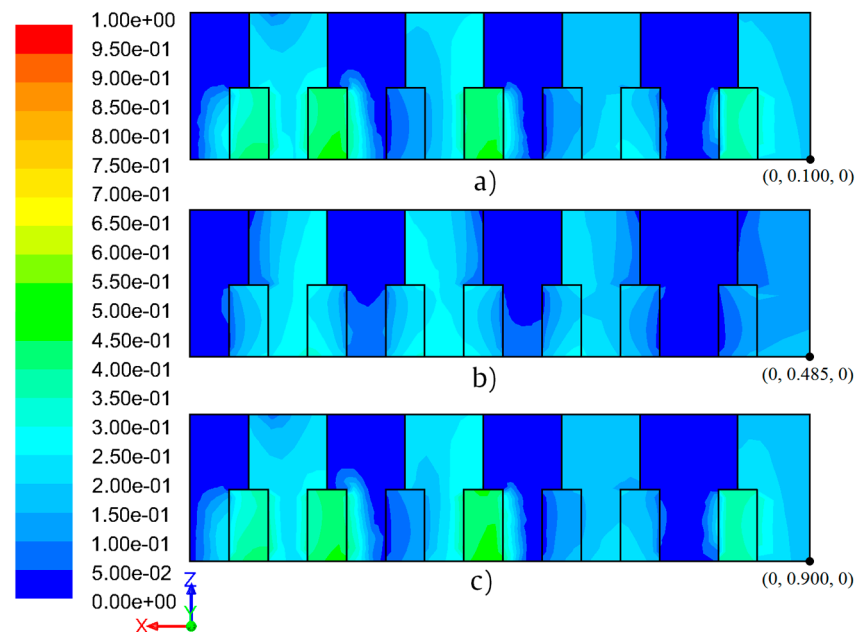 1.00e+00
9.50e-01
9.00e-01
8.50e-01
8.00e-01
7.50e-01
7.00e-01
6.50e-01
6.00e-01
5.50e-01
5.00e-01
4.50e-01
4.00e-01
3.50e-01
3.00e-01
2.50e-01
2.00e-01
1.50e-01
1.00e-01
5.00e-02
0.00e+00
a)
(0, 0.100, 0)
b)
(0, 0.485, 0)
c)
(0, 0.900, 0)
Z
Y
X